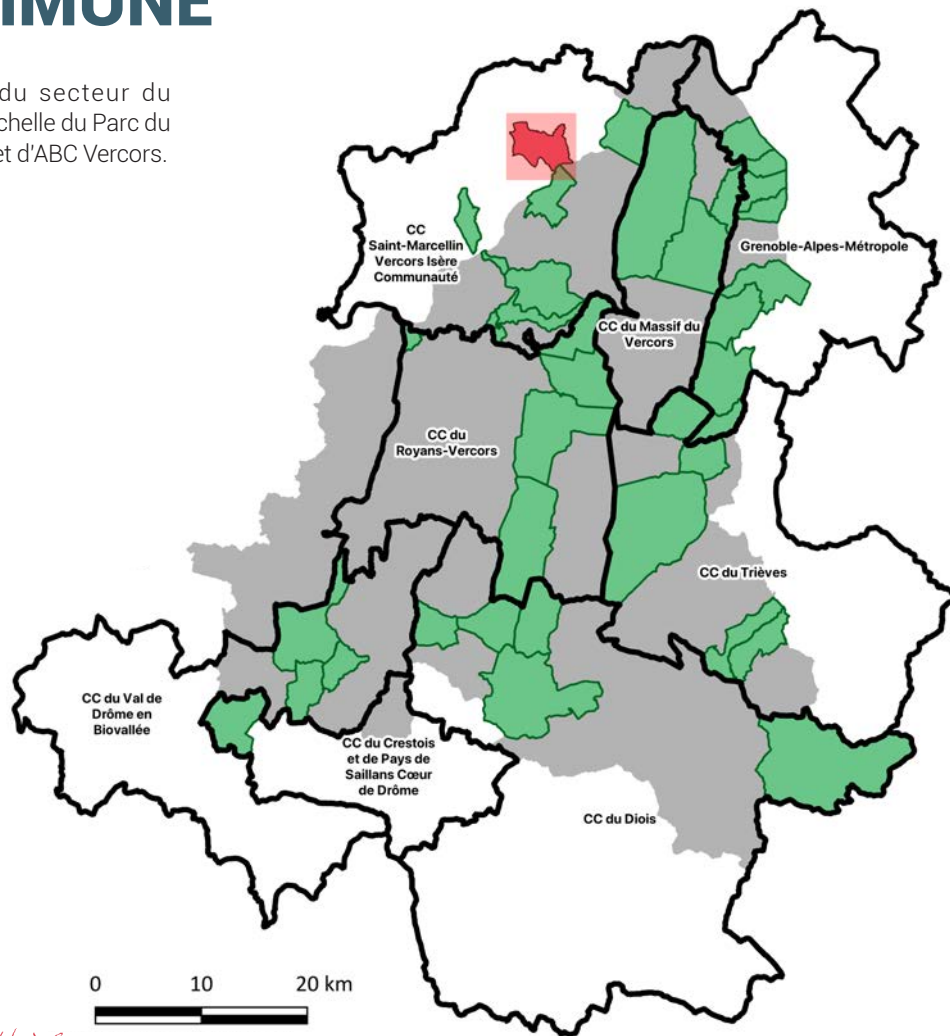 du secteur du
du Parc du
et d'ABC Vercors.
CC
Saint-Marcellin
Vercors Isère
Communauté
Grenoble-Alpes-Métropole
CC du Massif du
Vercors
CC du
Royans-Vercors
CC du Trièves
CC du Val de
Drôme en
Biovallée
CC du Crestois
et de Pays de
Saillans Cœur
de Drôme
CC du Diois
0 10 20 km